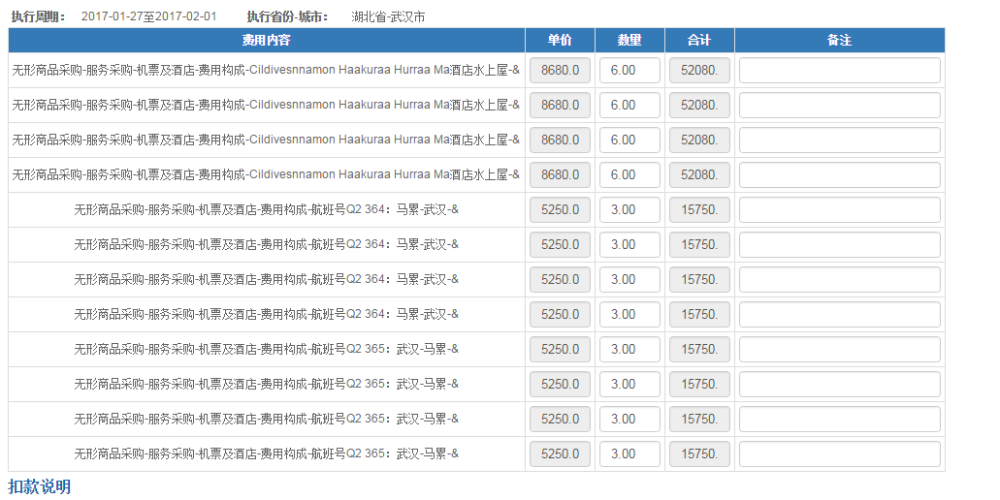 执行周期： 2017-01-27至2017-02-01 执行省份-城市： 湖北省-武汉市
费用内容 单价 数量 合计 备注
无形商品采购-服务采购-机票及酒店-费用构成-Cildivesnnamon Haakuraa Hurraa Ma酒店水上屋-& 8680.0 6.00 52080.
无形商品采购-服务采购-机票及酒店-费用构成-Cildivesnnamon Haakuraa Hurraa Ma酒店水上屋-& 8680.0 6.00 52080.
无形商品采购-服务采购-机票及酒店-费用构成-Cildivesnnamon Haakuraa Hurraa Ma酒店水上屋-& 8680.0 6.00 52080.
无形商品采购-服务采购-机票及酒店-费用构成-Cildivesnnamon Haakuraa Hurraa Ma酒店水上屋-& 8680.0 6.00 52080.
无形商品采购-服务采购-机票及酒店-费用构成-航班号Q2 364：马累-武汉-& 5250.0 3.00 15750.
无形商品采购-服务采购-机票及酒店-费用构成-航班号Q2 364：马累-武汉-& 5250.0 3.00 15750.
无形商品采购-服务采购-机票及酒店-费用构成-航班号Q2 364：马累-武汉-& 5250.0 3.00 15750.
无形商品采购-服务采购-机票及酒店-费用构成-航班号Q2 364：马累-武汉-& 5250.0 3.00 15750.
无形商品采购-服务采购-机票及酒店-费用构成-航班号Q2 365：武汉-马累-& 5250.0 3.00 15750.
无形商品采购-服务采购-机票及酒店-费用构成-航班号Q2 365：武汉-马累-& 5250.0 3.00 15750.
无形商品采购-服务采购-机票及酒店-费用构成-航班号Q2 365：武汉-马累-& 5250.0 3.00 15750.
无形商品采购-服务采购-机票及酒店-费用构成-航班号Q2 365：武汉-马累-& 5250.0 3.00 15750.
扣款说明